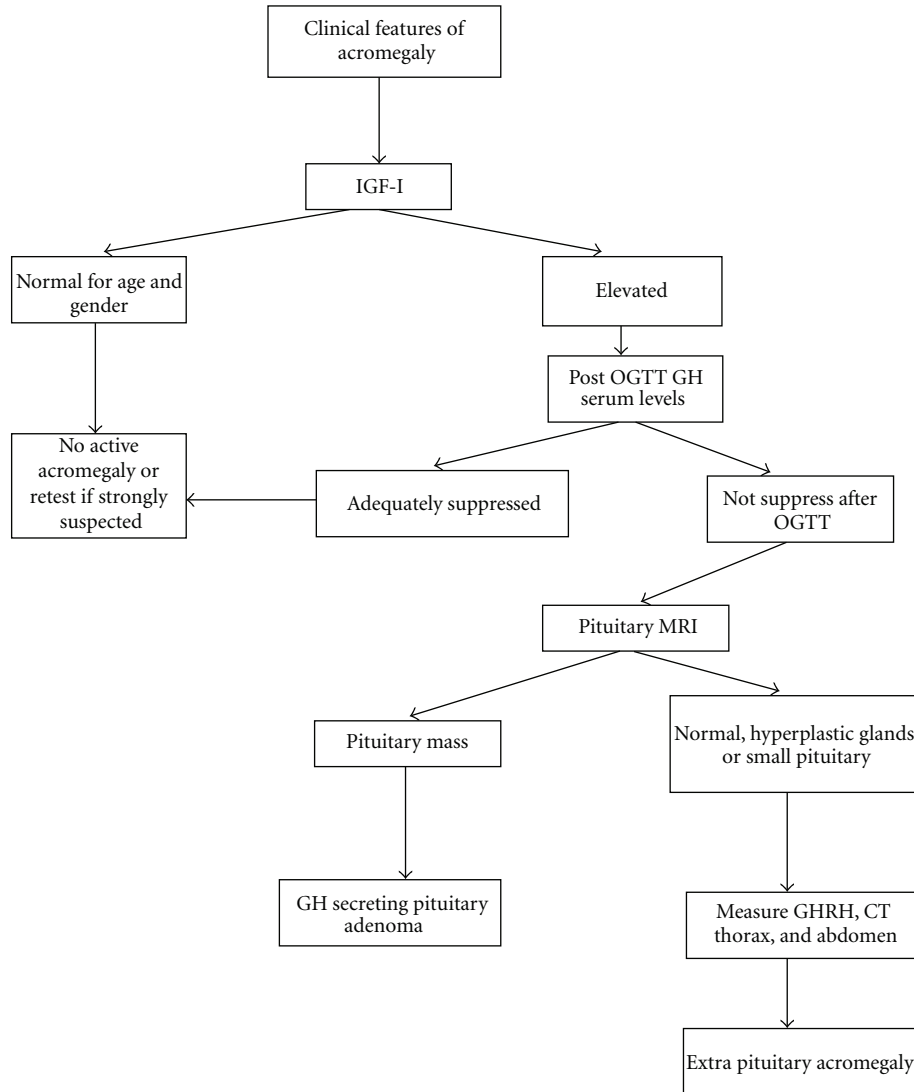 Clinical features of
acromegaly
IGF-I
Normal for age and
gender
Elevated
Post OGTT GH
serum levels
No active
acromegaly or
retest if strongly
suspected
Adequately suppressed
Not suppress after
OGTT
Pituitary MRI
Pituitary mass
Normal, hyperplastic glands
or small pituitary
GH secreting pituitary
adenoma
Measure GHRH, CT
thorax, and abdomen
Extra pituitary acromegaly